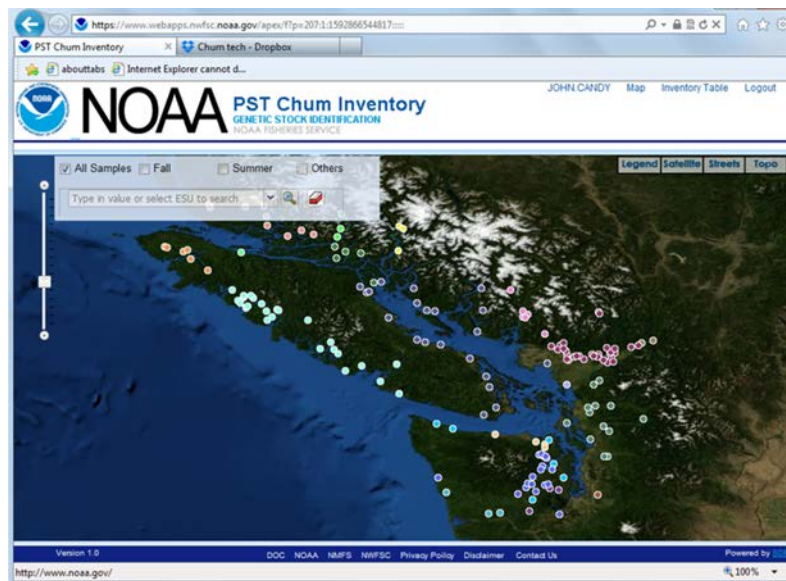 https://www.webapps.nwfsc.noaa.gov/apex/f?p=207:1:1592866544817:::::
PST Chum Inventory
Chum tech - Dropbox
abouttabs
Internet Explorer cannot d...
JOHN.CANDY Map Inventory Table Logout
NOAA
PST Chum Inventory
GENETIC STOCK IDENTIFICATION
NOAA FISHERIES SERVICE
All Samples Fall Summer Others
Legend Satellite Streets Topo
Type in value or select ESU to search
Version 1.0
DOC NOAA NMFS NWFSC Privacy Policy Disclaimer Contact Us
Powered by
http://www.noaa.gov/
100%